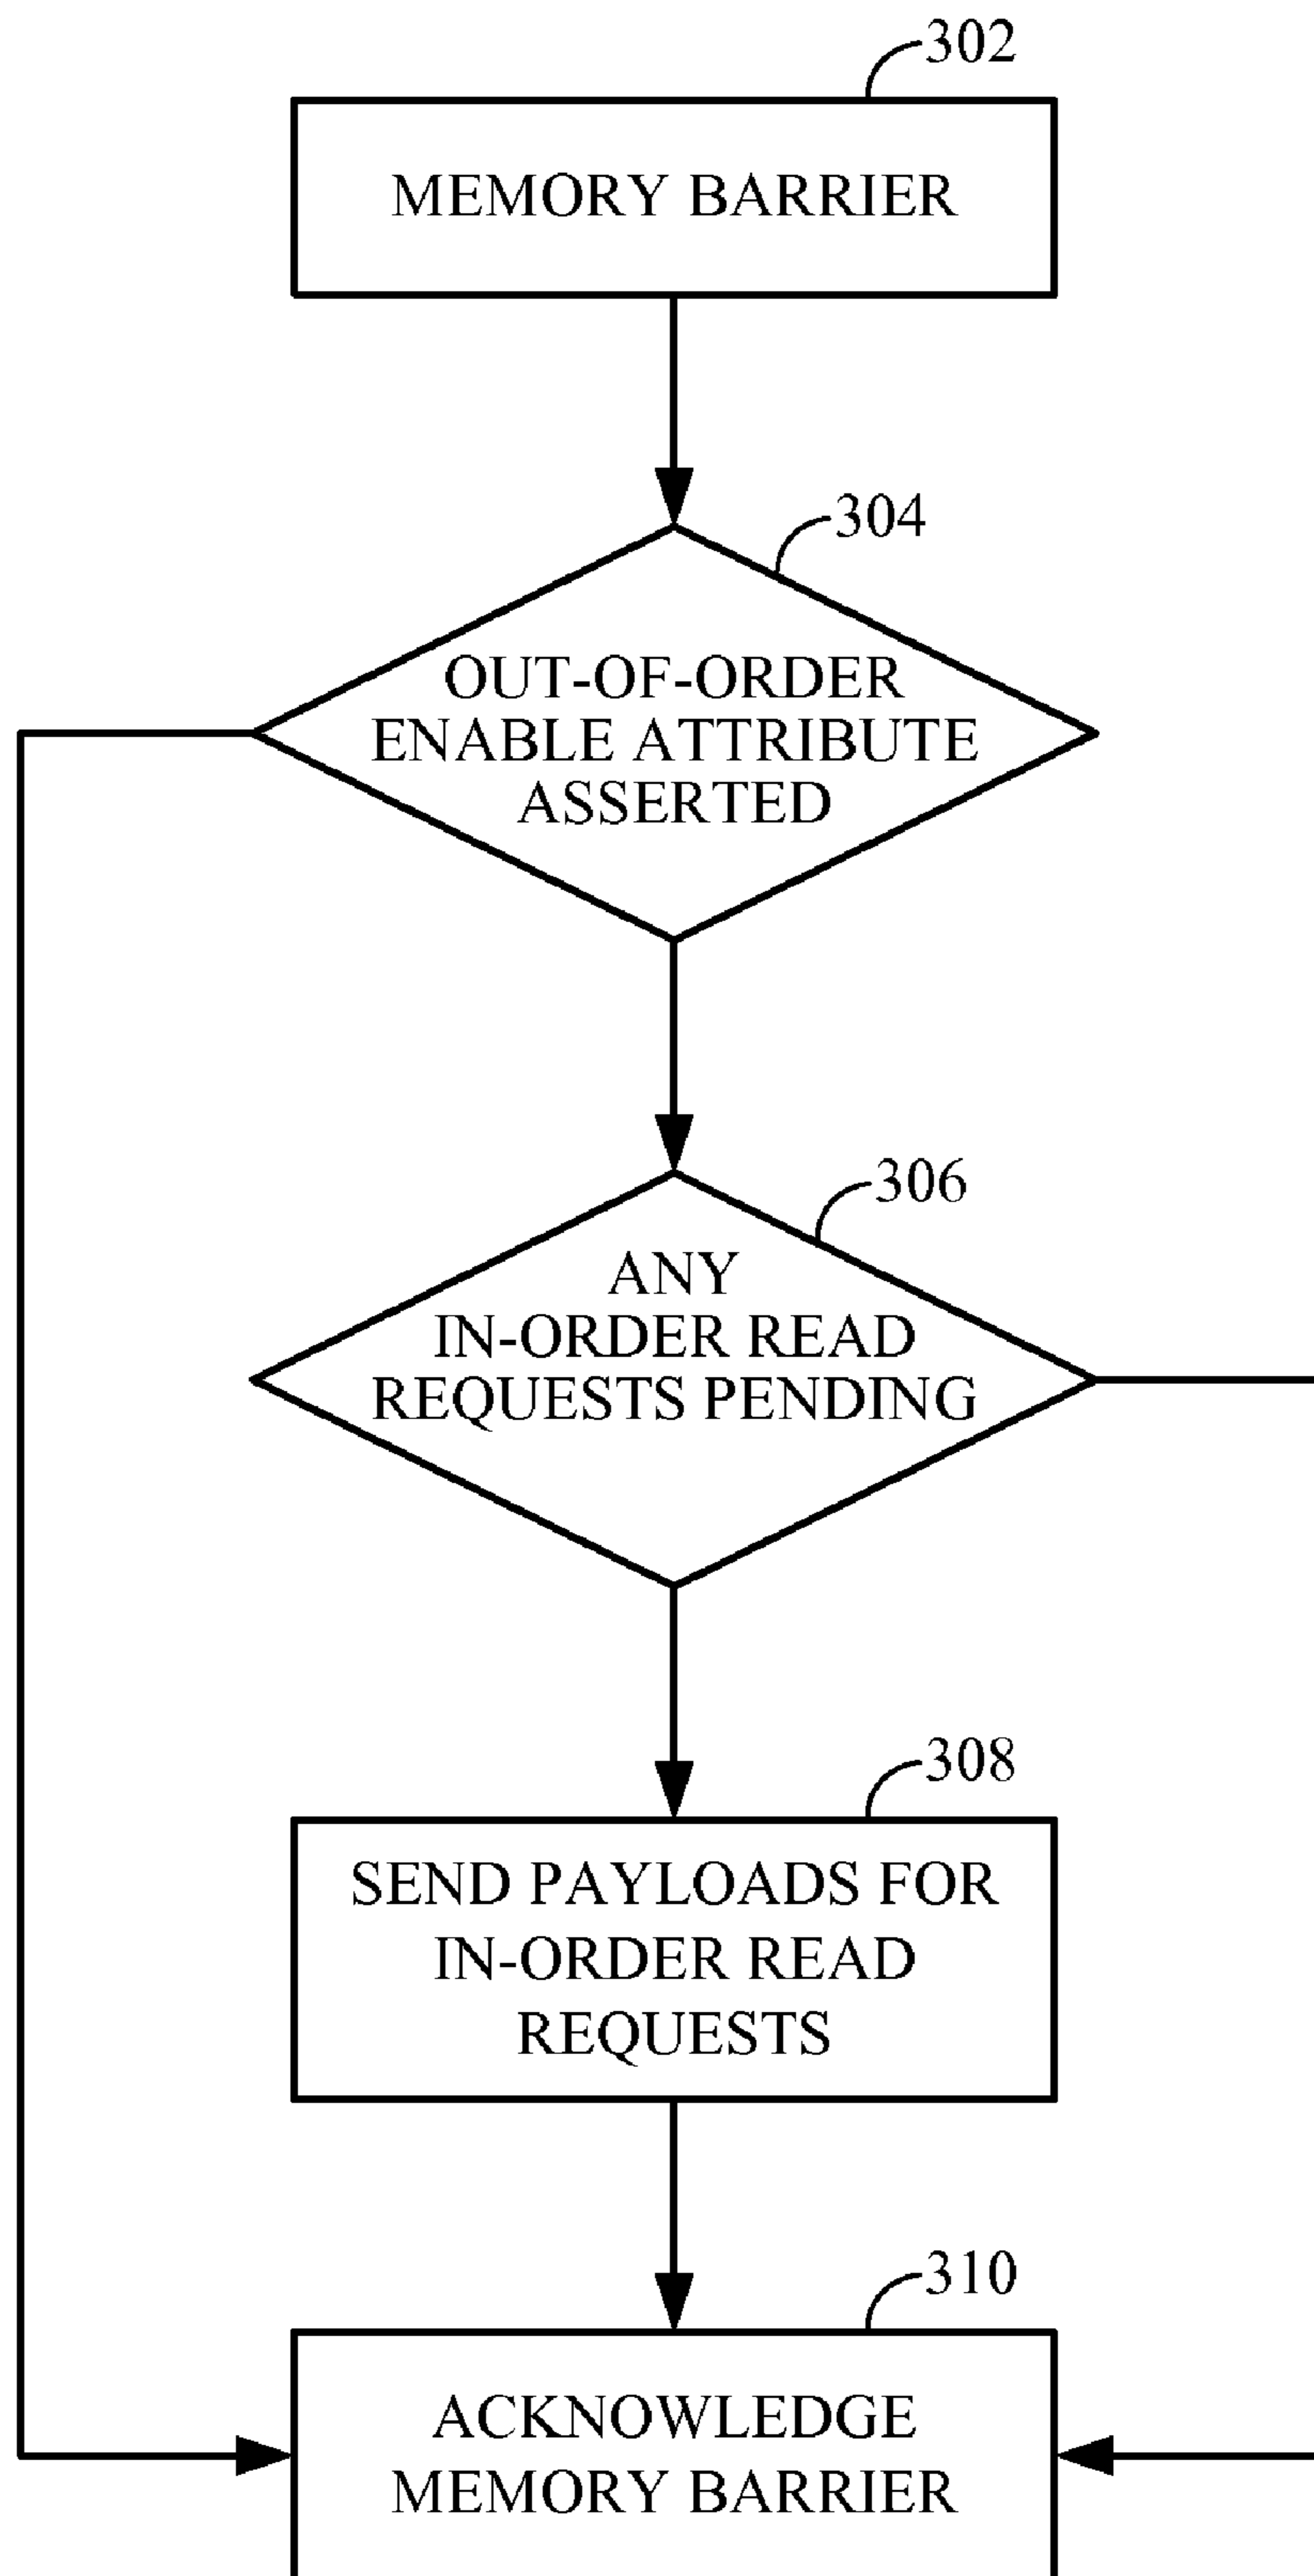 302
MEMORY BARRIER
304
OUT-OF-ORDER
ENABLE ATTRIBUTE
ASSERTED
306
ANY
IN-ORDER READ
REQUESTS PENDING
308
SEND PAYLOADS FOR
IN-ORDER READ
REQUESTS
310
ACKNOWLEDGE
MEMORY BARRIER